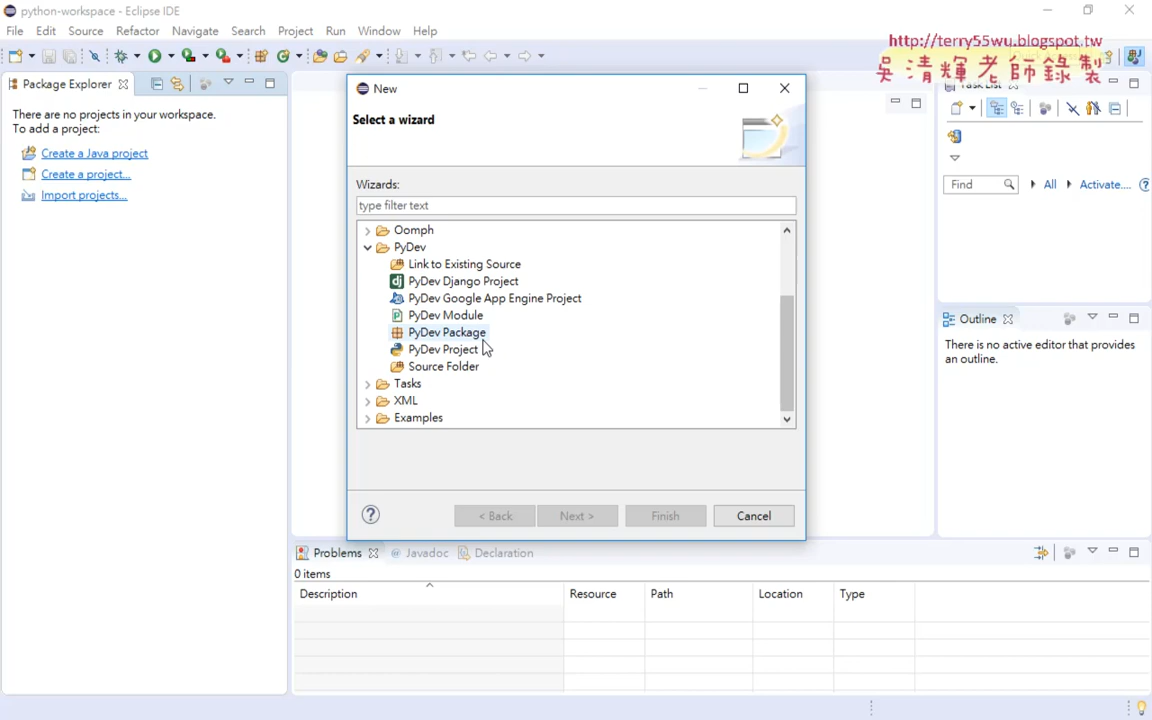 python-workspace - Eclipse IDE
File Edit Source Refactor Navigate Search Project Run Window Help
http://terry55wu.blogspot.tw
吳清輝老師錄製
Package Explorer
There are no projects in your workspace.
To add a project:
Create a Java project
Create a project...
Import projects...
New
Select a wizard
Wizards:
type filter text
Oomph
PyDev
Link to Existing Source
PyDev Django Project
PyDev Google App Engine Project
PyDev Module
PyDev Package
PyDev Project
Source Folder
Tasks
XML
Examples
< Back Next > Finish Cancel
Task List
Find All Activate...
Outline
There is no active editor that provides
an outline.
Problems Javadoc Declaration
0 items
Description Resource Path Location Type